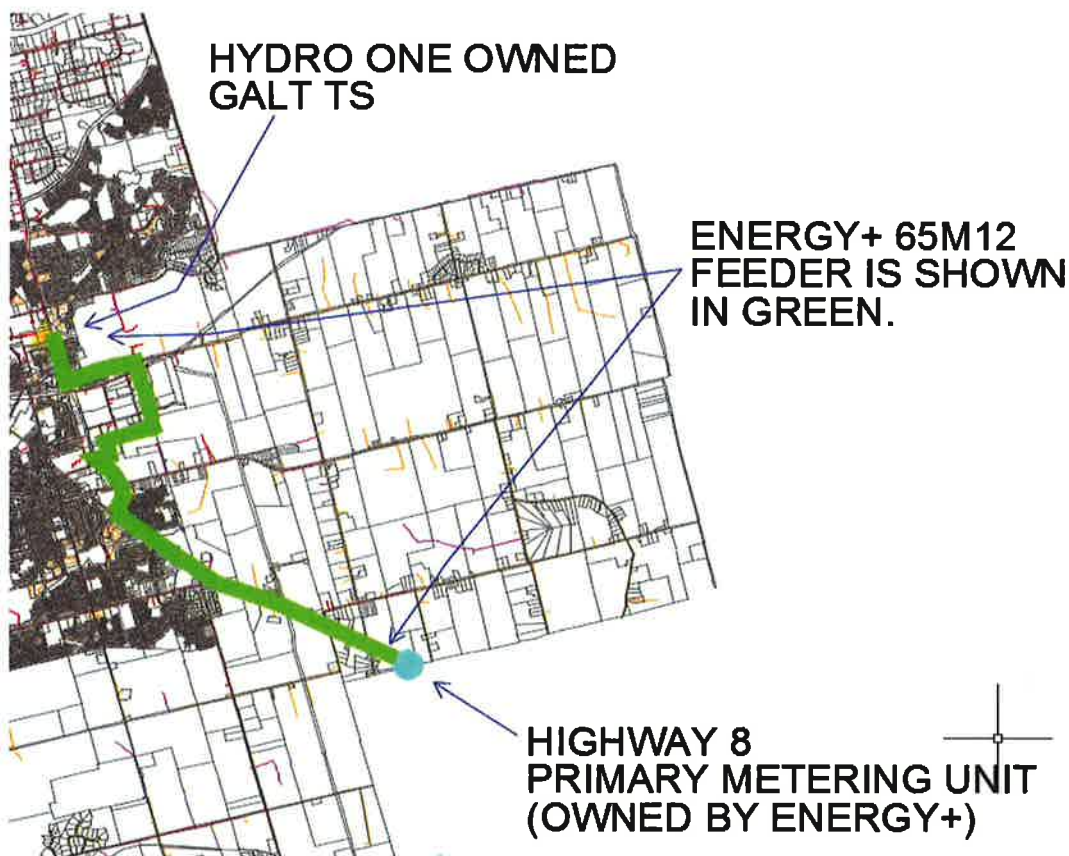 HYDRO ONE OWNED
GALT TS
ENERGY+ 65M12
FEEDER IS SHOWN
IN GREEN.
HIGHWAY 8
PRIMARY METERING UNIT
(OWNED BY ENERGY+)